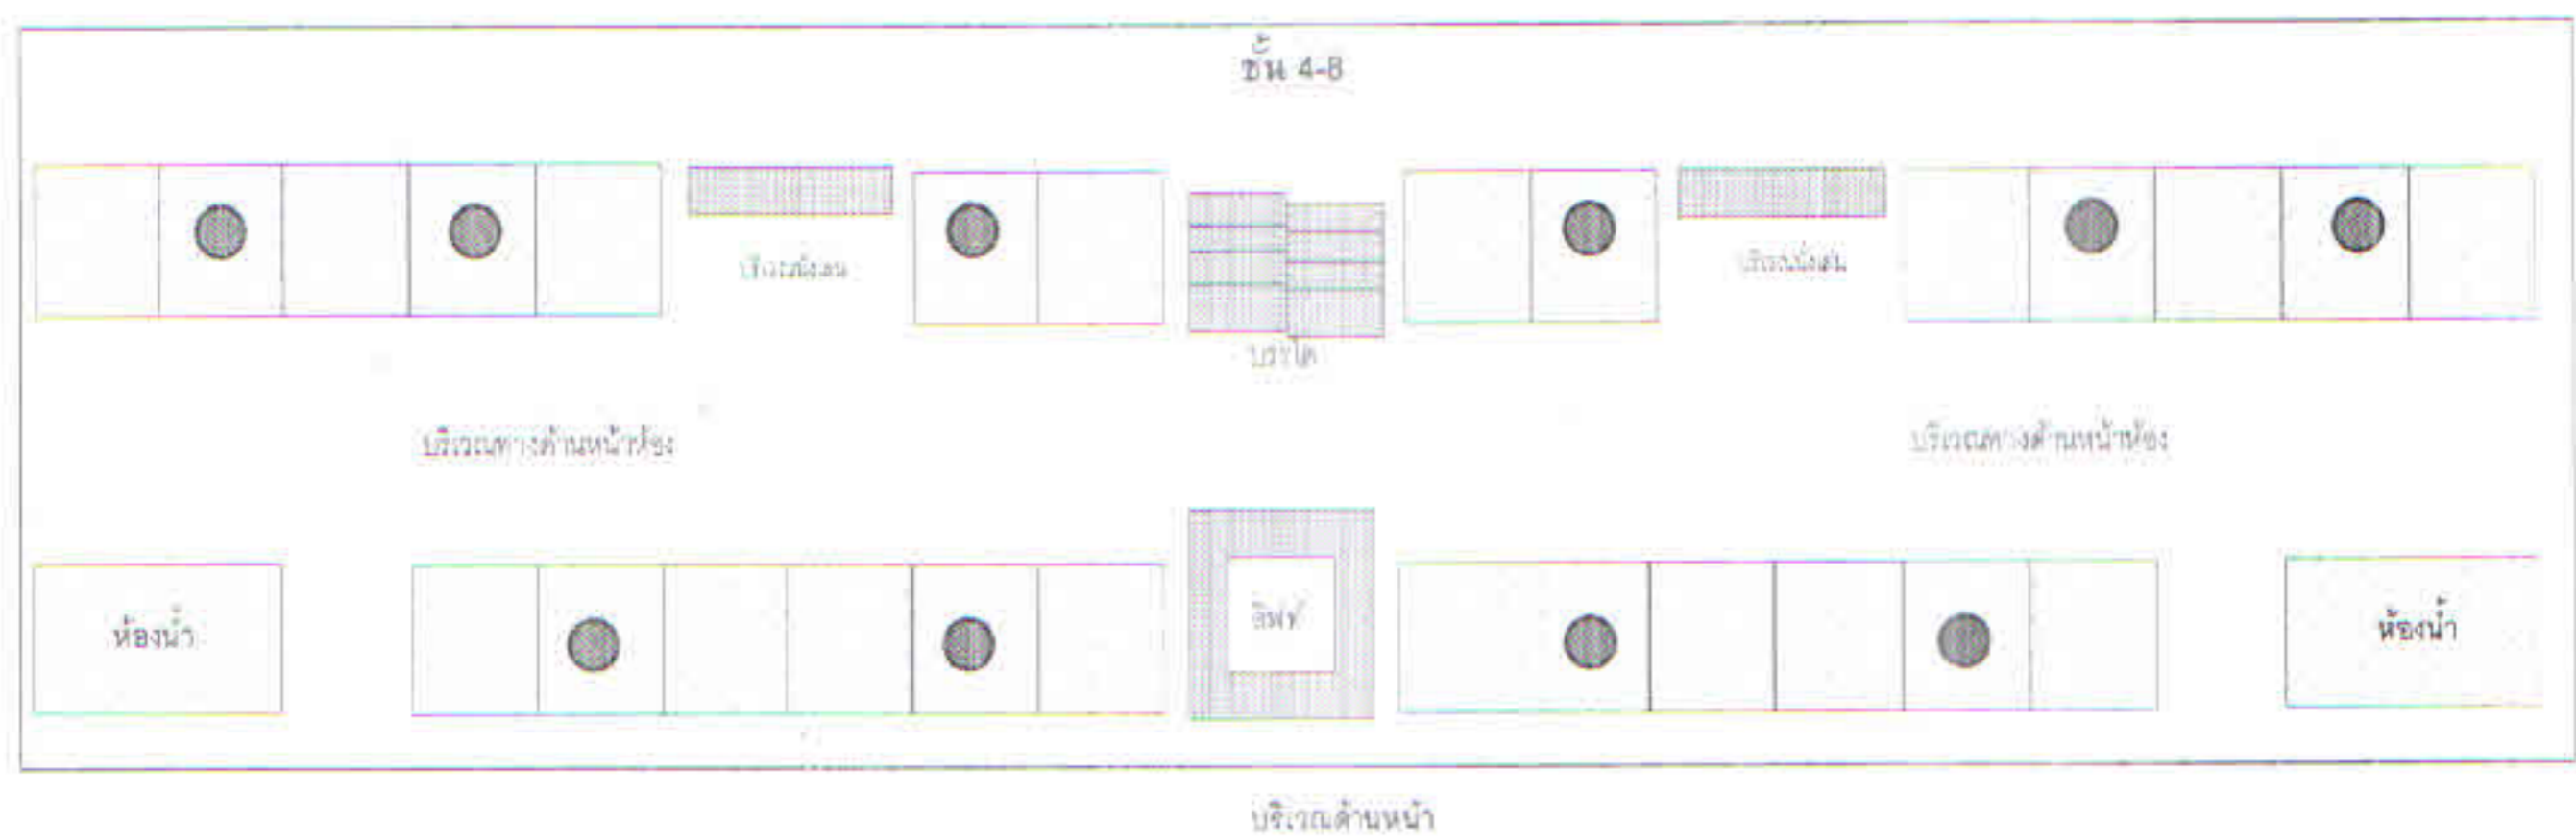 ชั้น 4-8
บริเวณนั่งเล่น
บริเวณนั่งเล่น
บรรได
บริเวณทางด้านหน้าห้อง
บริเวณทางด้านหน้าห้อง
ห้องน้ำ
ลิฟท์
ห้องน้ำ
บริเวณด้านหน้า